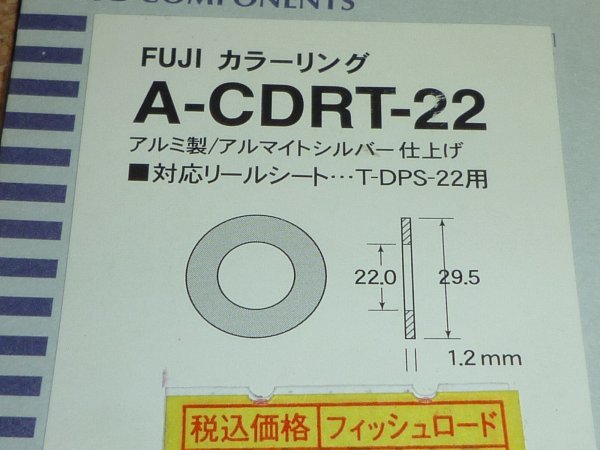 COMPONENTS
FUJI カラーリング
A-CDRT-22
アルミ製/アルマイトシルバー仕上げ
■対応リールシート…T-DPS-22用
22.0
29.5
1.2mm
税込価格 フィッシュロード